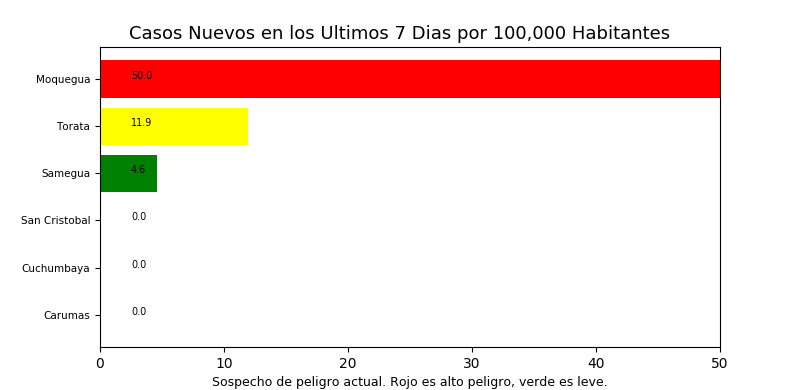 Casos Nuevos en los Ultimos 7 Dias por 100,000 Habitantes
Moquegua 50.0
Torata 11.9
Samegua 4.6
San Cristobal 0.0
Cuchumbaya 0.0
Carumas 0.0
0 10 20 30 40 50
Sospecho de peligro actual. Rojo es alto peligro, verde es leve.